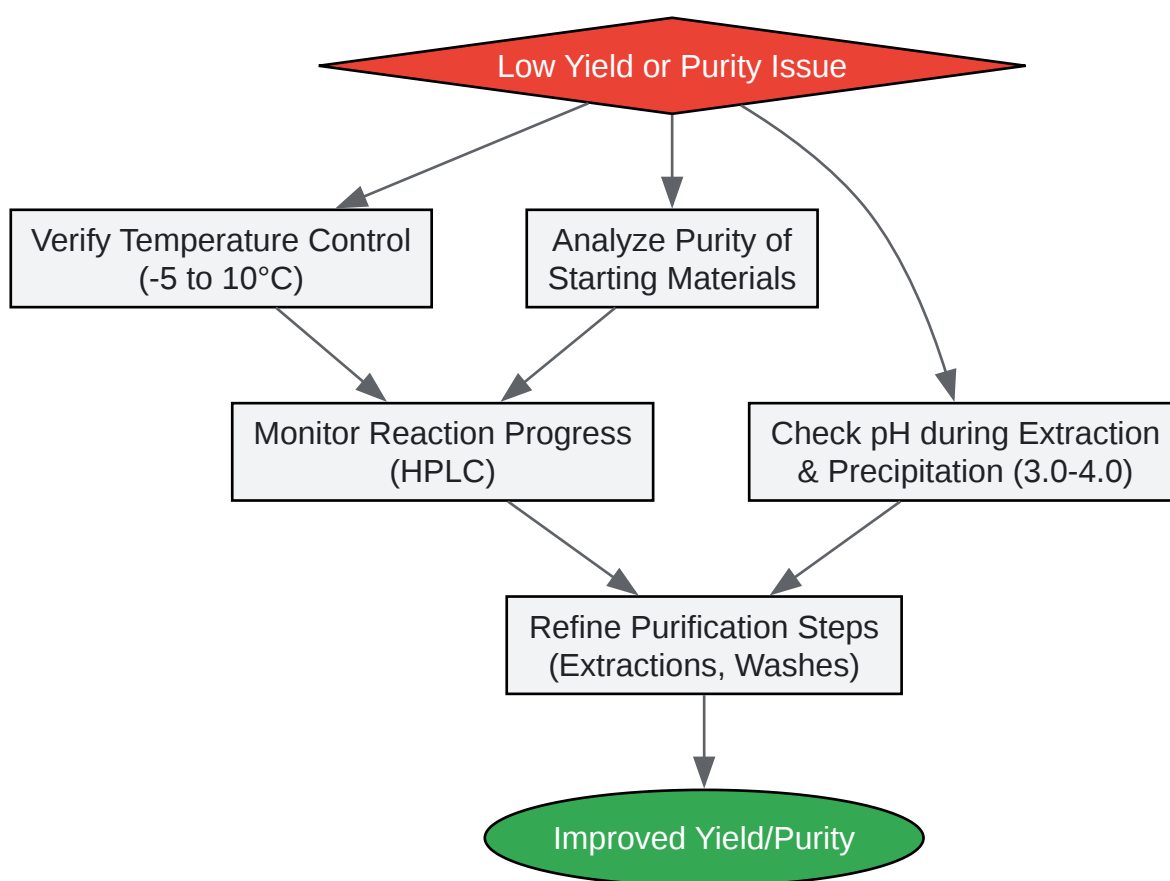 Low Yield or Purity Issue
Verify Temperature Control
(-5 to 10°C)
Analyze Purity of
Starting Materials
Monitor Reaction Progress
(HPLC)
Check pH during Extraction
& Precipitation (3.0-4.0)
Refine Purification Steps
(Extractions, Washes)
Improved Yield/Purity